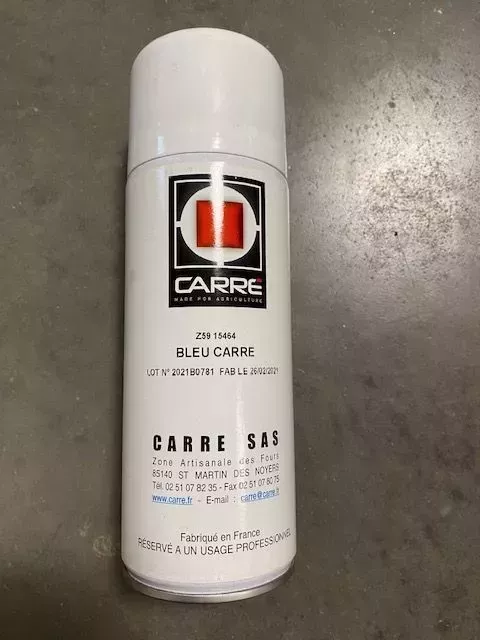 CARRÉ
MADE FOR AGRICULTURE
Z59 15464
BLEU CARRE
LOT N° 2021B0781 FAB LE 26/02/2021
CARRE SAS
Zone Artisanale des Fours
85140 ST MARTIN DES NOYERS
Tél. 02 51 07 82 35 - Fax 02 51 07 80 75
www.carre.fr - E-mail : carre@carre.fr
Fabriqué en France
RÉSERVÉ A UN USAGE PROFESSIONNEL